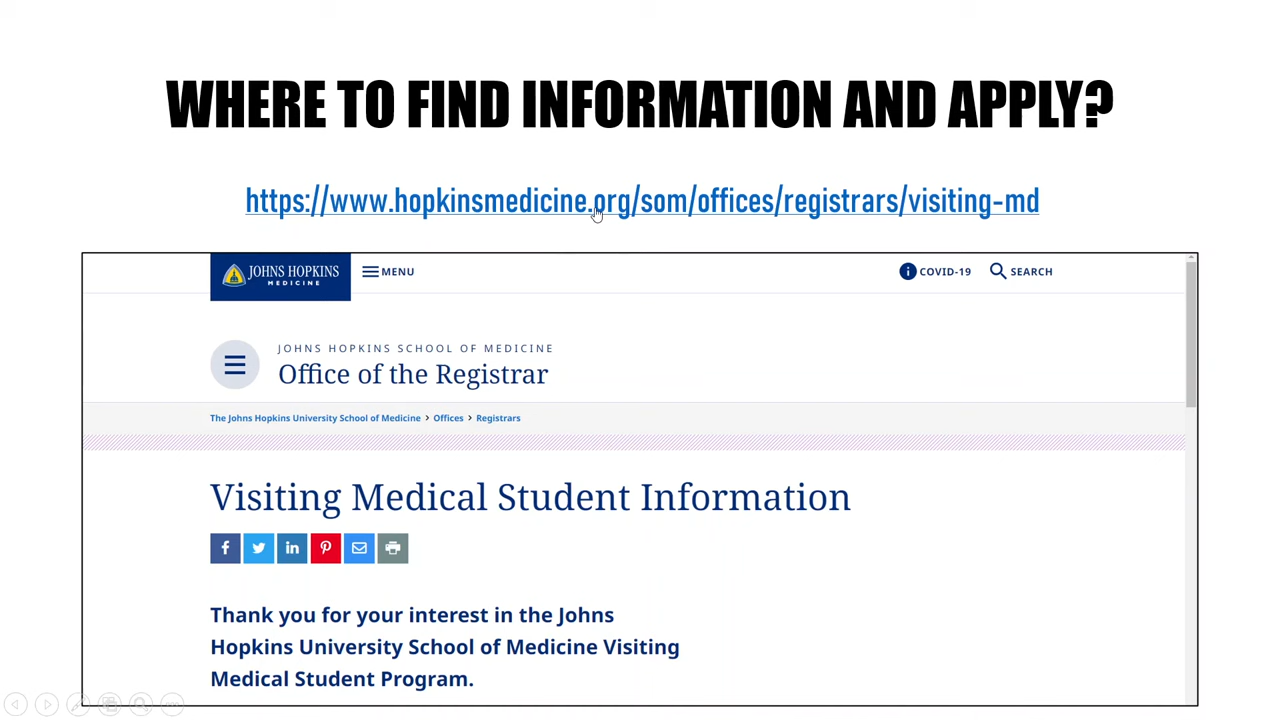 WHERE TO FIND INFORMATION AND APPLY?
https://www.hopkinsmedicine.org/som/offices/registrars/visiting-md
JOHNS HOPKINS
MEDICINE
MENU
COVID-19
SEARCH
JOHNS HOPKINS SCHOOL OF MEDICINE
Office of the Registrar
The Johns Hopkins University School of Medicine > Offices > Registrars
Visiting Medical Student Information
Thank you for your interest in the Johns
Hopkins University School of Medicine Visiting
Medical Student Program.